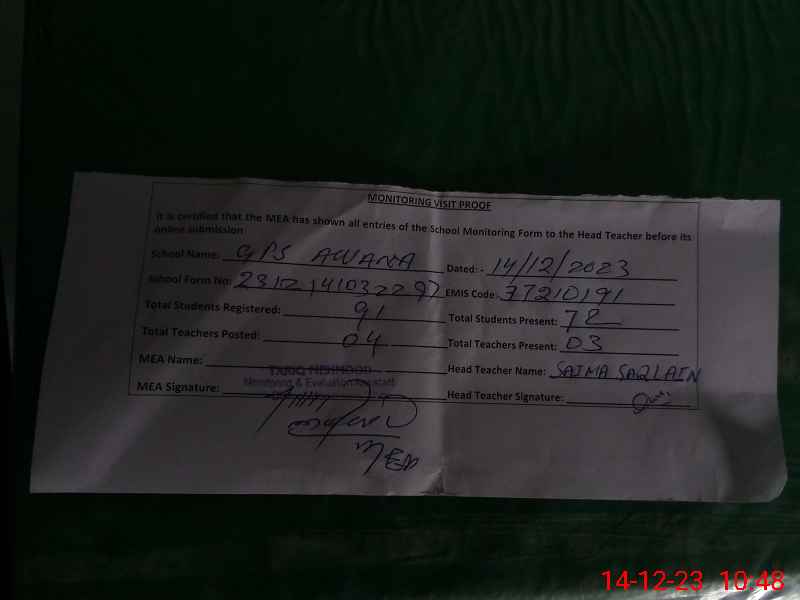 MONITORING VISIT PROOF
It is certified that the MEA has shown all entries of the School Monitoring Form to the Head Teacher before its
online submission
School Name: GPS AWANA Dated: - 14/12/2023
School Form No: EMIS Code: 37210191
Total Students Registered: 91 Total Students Present: 72
Total Teachers Posted: 04 Total Teachers Present: 03
MEA Name: TARIQ MEHMOOD Head Teacher Name: SAIMA SAQLAIN
Monitoring & Evaluation Assistant
MEA Signature: Head Teacher Signature:
MEA
14-12-23 10:48